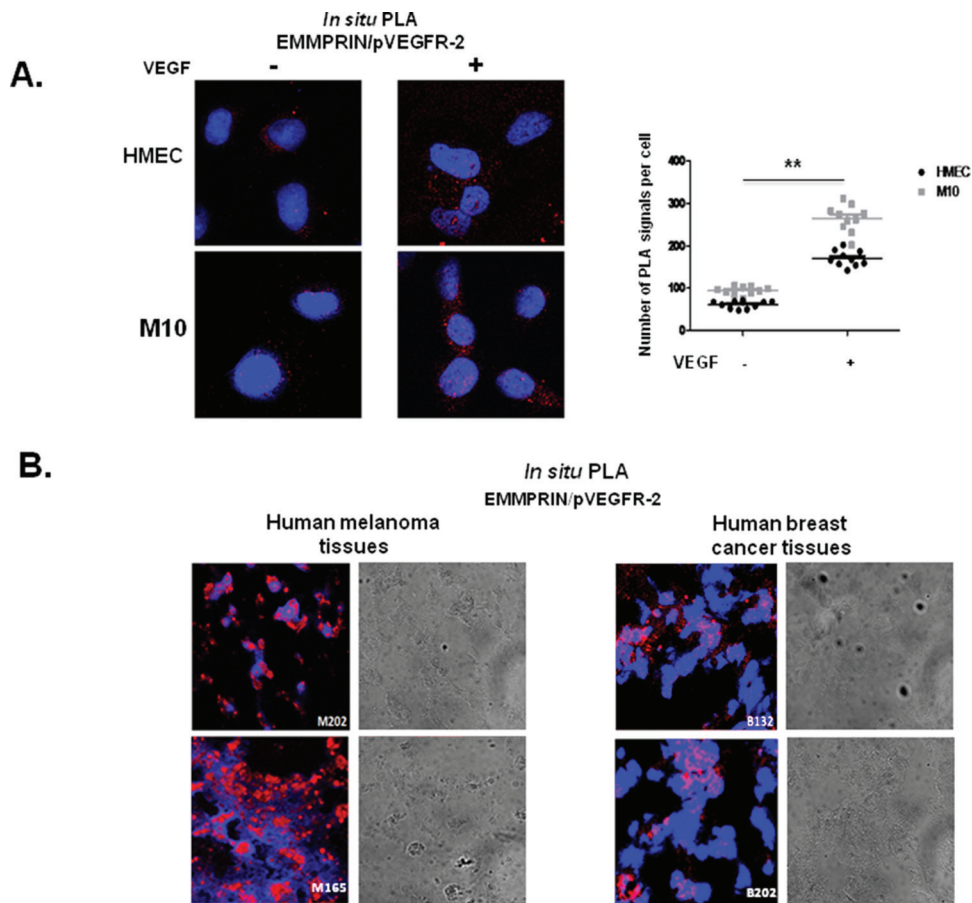 A.
In situ PLA
EMMPRIN/pVEGFR-2
VEGF - +
HMEC
M10
Number of PLA signals per cell
400
300
200
100
0
**
HMEC
M10
VEGF - +
B.
In situ PLA
EMMPRIN/pVEGFR-2
Human melanoma
tissues
Human breast
cancer tissues
M202
B132
M165
B202